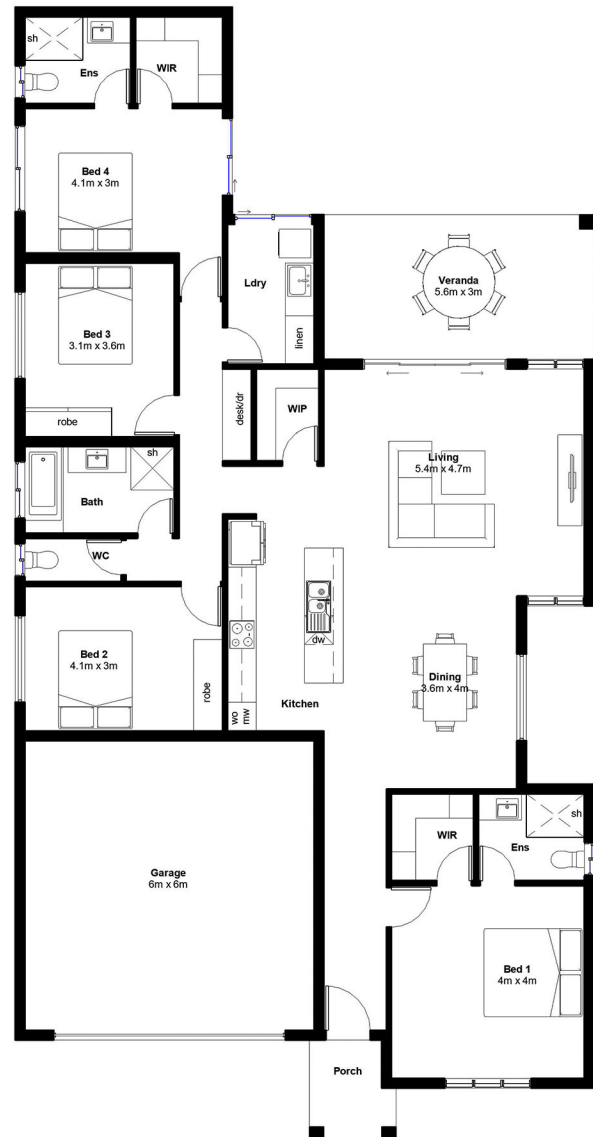 sh
Ens
WIR
Bed 4
4.1m x 3m
Ldry
linen
Veranda
5.6m x 3m
Bed 3
3.1m x 3.6m
robe
desk/dr
WIP
Living
5.4m x 4.7m
sh
Bath
WC
Bed 2
4.1m x 3m
robe
dw
Dining
3.6m x 4m
Kitchen
wo
mw
WIR
Ens
sh
Garage
6m x 6m
Bed 1
4m x 4m
Porch